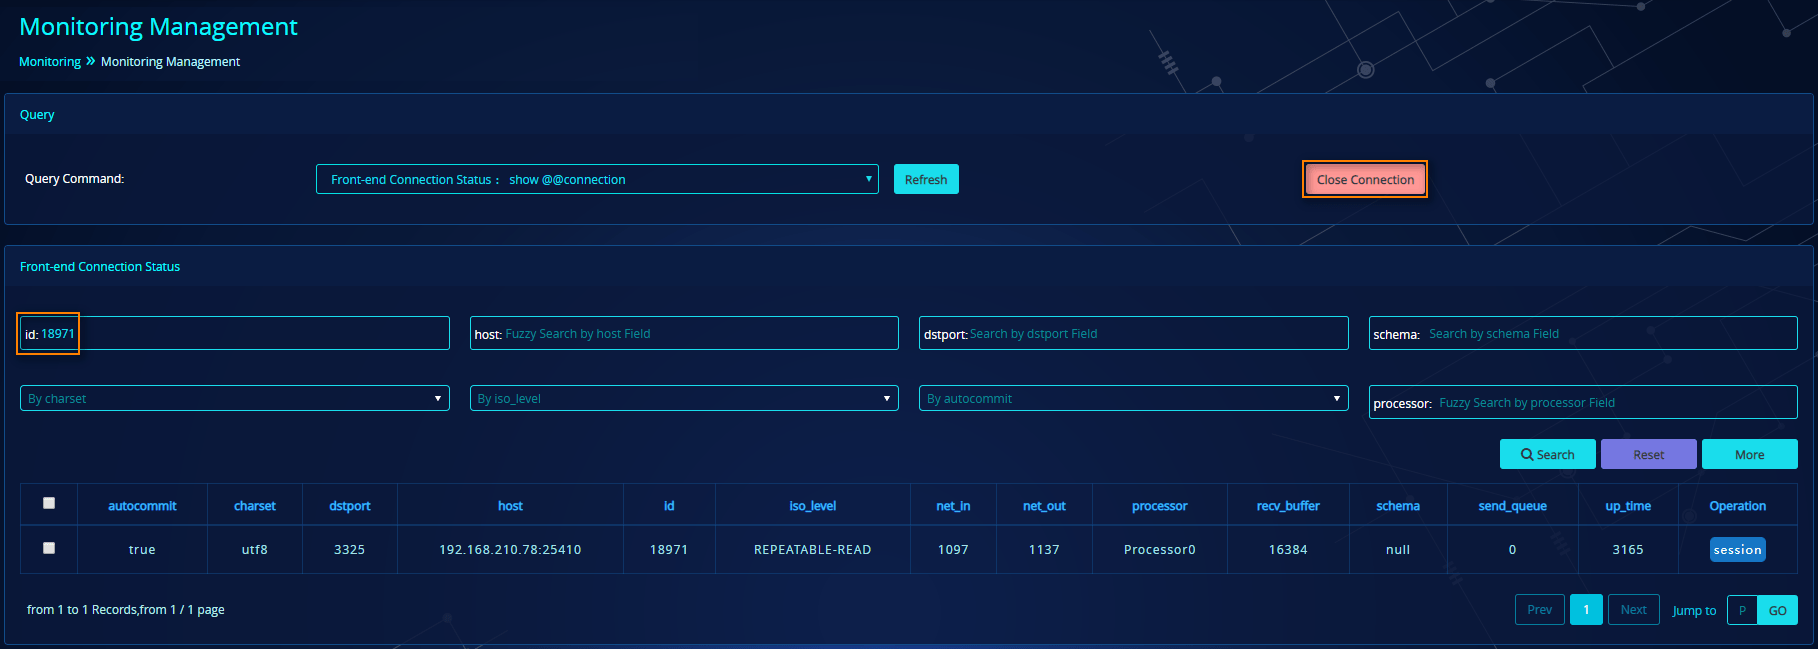 Monitoring Management
Monitoring » Monitoring Management
Query
Query Command:
Front-end Connection Status : show @@connection
Refresh
Close Connection
Front-end Connection Status
id: 18971
host: Fuzzy Search by host Field
dstport: Search by dstport Field
schema: Search by schema Field
By charset
By iso_level
By autocommit
processor: Fuzzy Search by processor Field
Search Reset More
autocommit charset dstport host id iso_level net_in net_out processor recv_buffer schema send_queue up_time Operation
true utf8 3325 192.168.210.78:25410 18971 REPEATABLE-READ 1097 1137 Processor0 16384 null 0 3165 session
from 1 to 1 Records,from 1 / 1 page
Prev 1 Next Jump to P GO